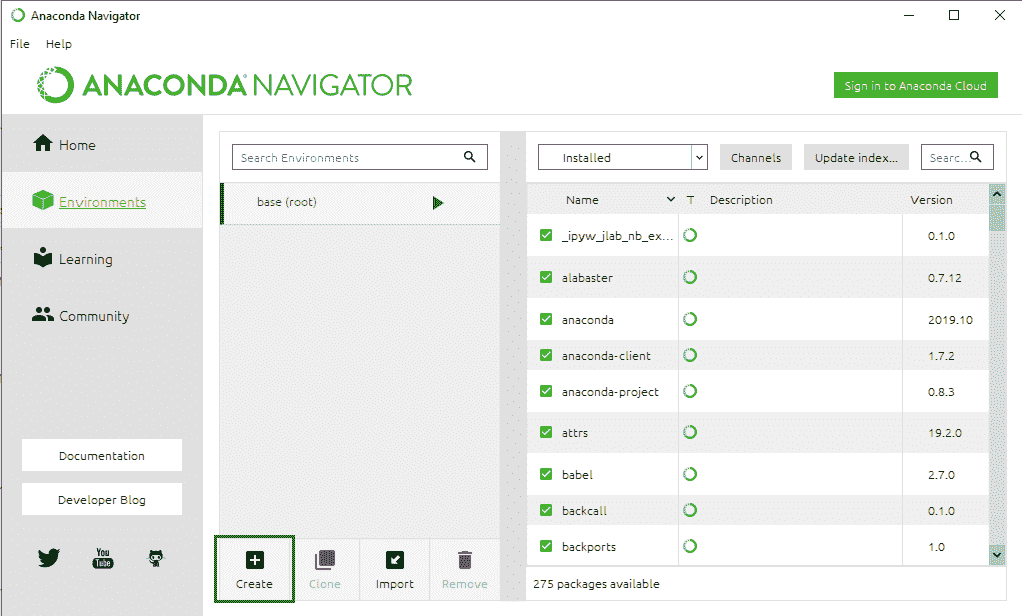 Anaconda Navigator
File Help
ANACONDA NAVIGATOR
Sign in to Anaconda Cloud
Home
Environments
Learning
Community
Documentation
Developer Blog
You Tube
Search Environments
base (root)
Create Clone Import Remove
Installed Channels Update index... Searc...
Name T Description Version
_ipyw_jlab_nb_ex... 0.1.0
alabaster 0.7.12
anaconda 2019.10
anaconda-client 1.7.2
anaconda-project 0.8.3
attrs 19.2.0
babel 2.7.0
backcall 0.1.0
backports 1.0
275 packages available